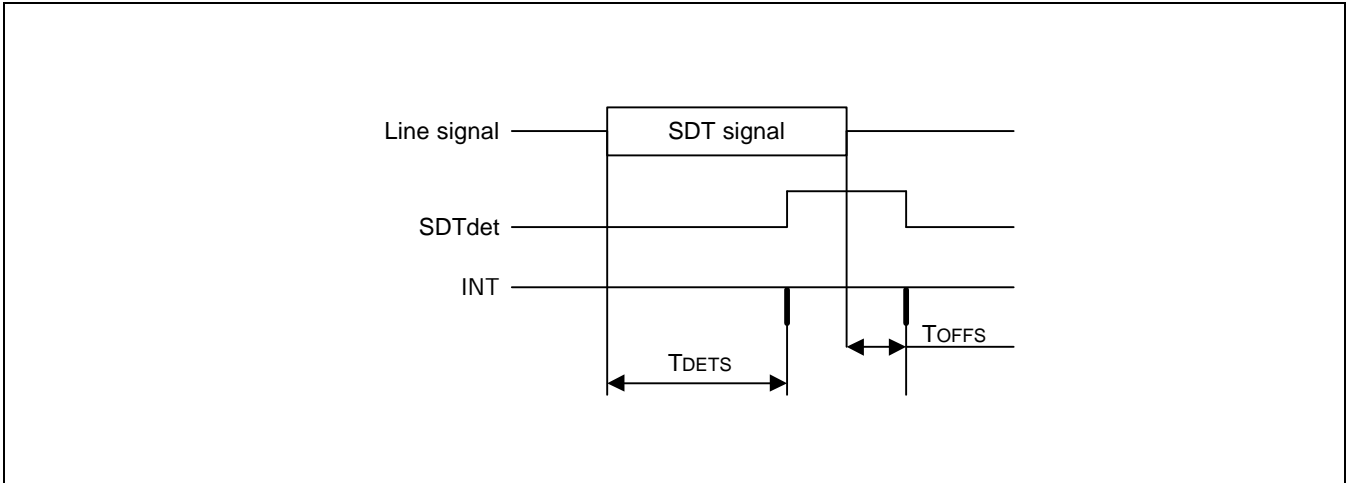 Line signal
SDT signal
SDTdet
INT
TOFFS
TDETS